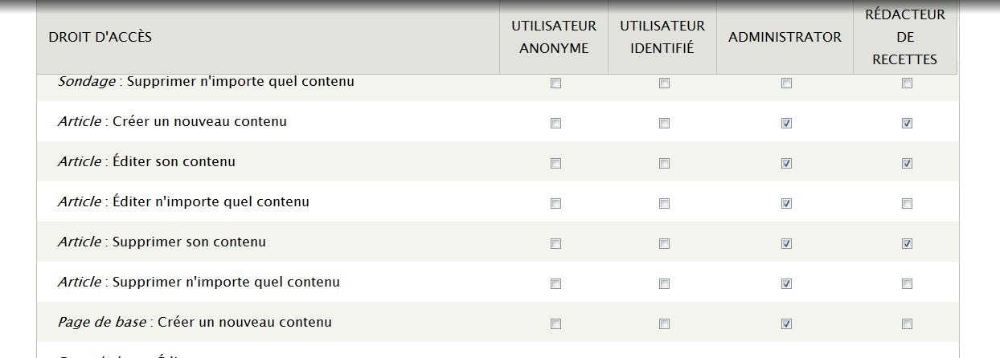 DROIT D'ACCÈS
UTILISATEUR
ANONYME
UTILISATEUR
IDENTIFIÉ
ADMINISTRATOR
RÉDACTEUR
DE
RECETTES
Sondage : Supprimer n'importe quel contenu
Article : Créer un nouveau contenu
Article : Éditer son contenu
Article : Éditer n'importe quel contenu
Article : Supprimer son contenu
Article : Supprimer n'importe quel contenu
Page de base : Créer un nouveau contenu